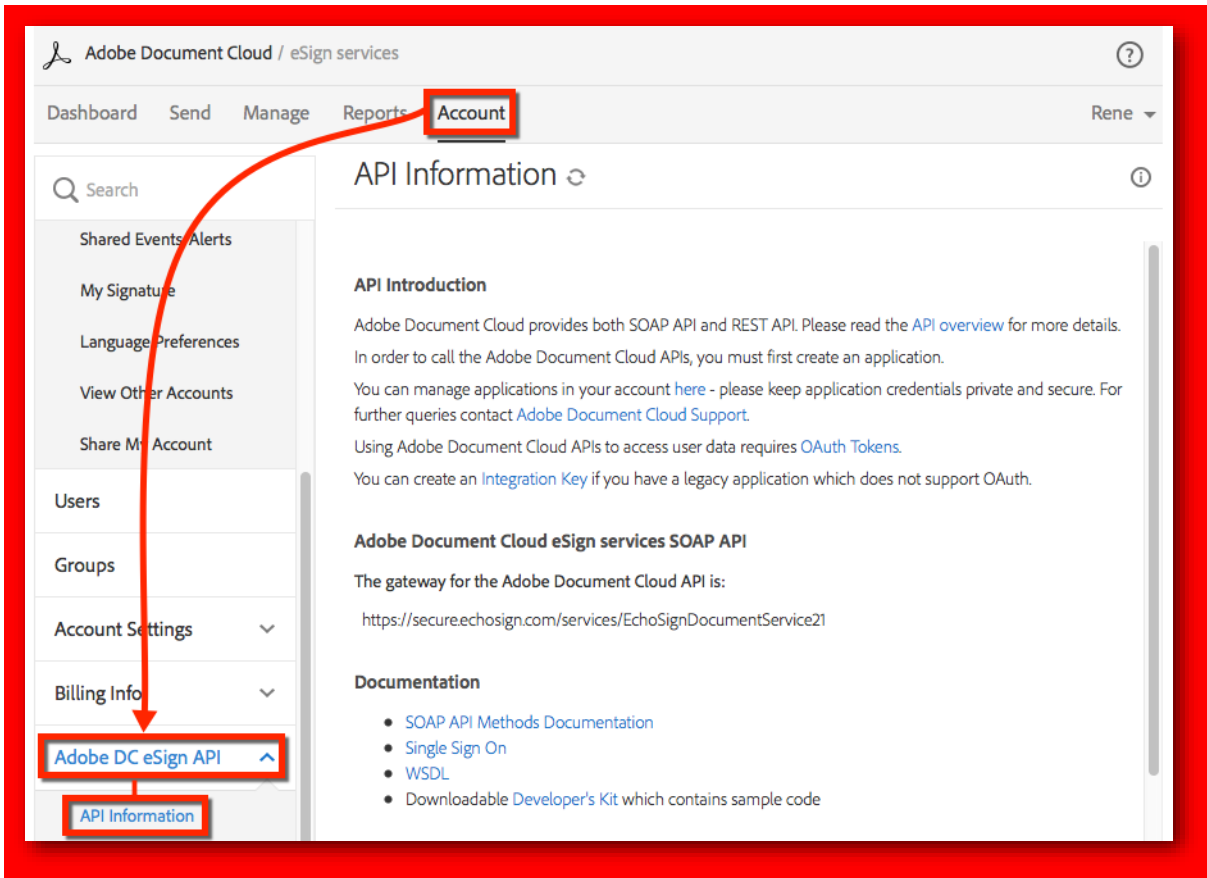 Adobe Document Cloud / eSign services
Dashboard Send Manage Reports Account Rene
Search
Shared Events/Alerts
My Signature
Language Preferences
View Other Accounts
Share My Account
Users
Groups
Account Settings
Billing Info
Adobe DC eSign API
API Information
API Information
API Introduction
Adobe Document Cloud provides both SOAP API and REST API. Please read the API overview for more details.
In order to call the Adobe Document Cloud APIs, you must first create an application.
You can manage applications in your account here - please keep application credentials private and secure. For
further queries contact Adobe Document Cloud Support.
Using Adobe Document Cloud APIs to access user data requires OAuth Tokens.
You can create an Integration Key if you have a legacy application which does not support OAuth.
Adobe Document Cloud eSign services SOAP API
The gateway for the Adobe Document Cloud API is:
https://secure.echosign.com/services/EchoSignDocumentService21
Documentation
SOAP API Methods Documentation
Single Sign On
WSDL
Downloadable Developer's Kit which contains sample code